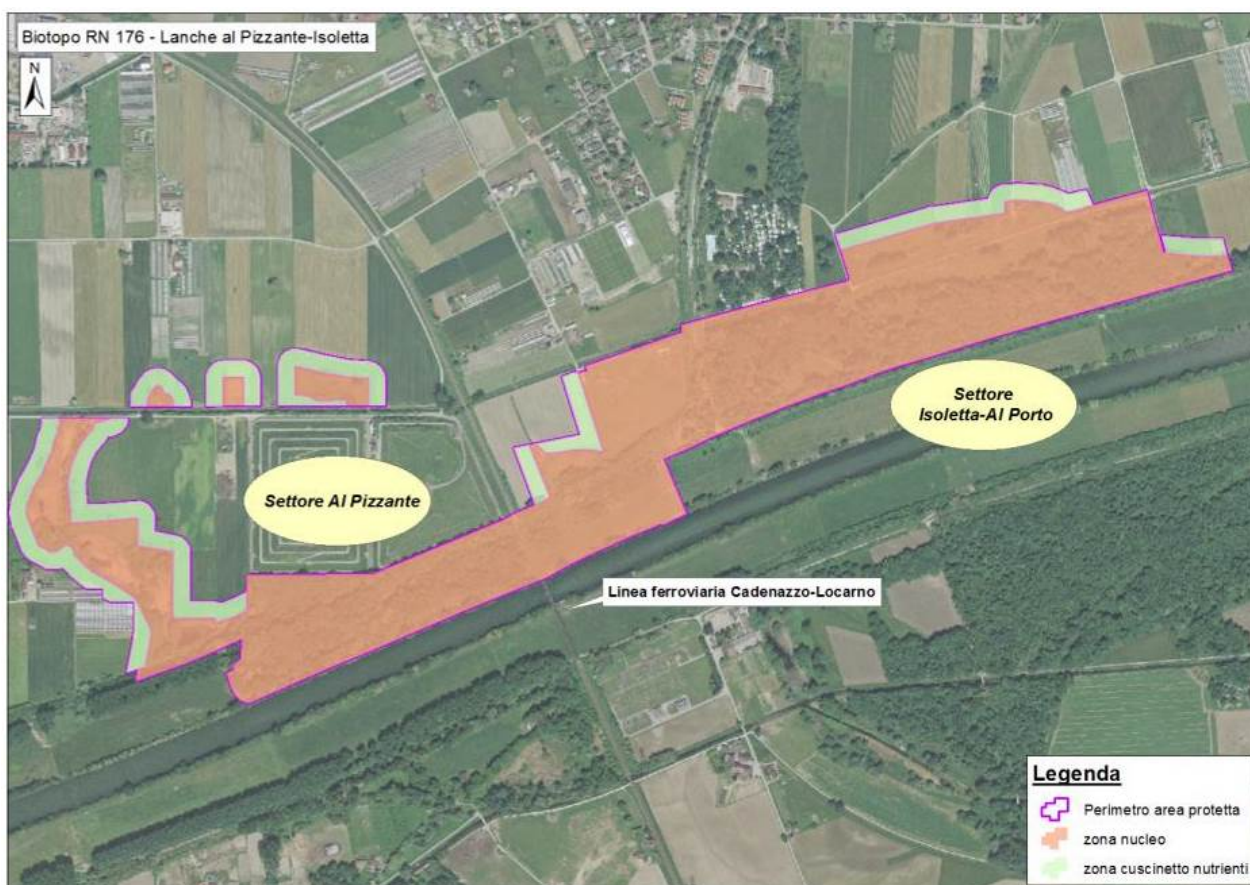 Biotopo RN 176 - Lanche al Pizzante-Isoletta
N
Settore
Isoletta-Al Porto
Settore Al Pizzante
Linea ferroviaria Cadenazzo-Locarno
Legenda
Perimetro area protetta
zona nucleo
zona cuscinetto nutrienti